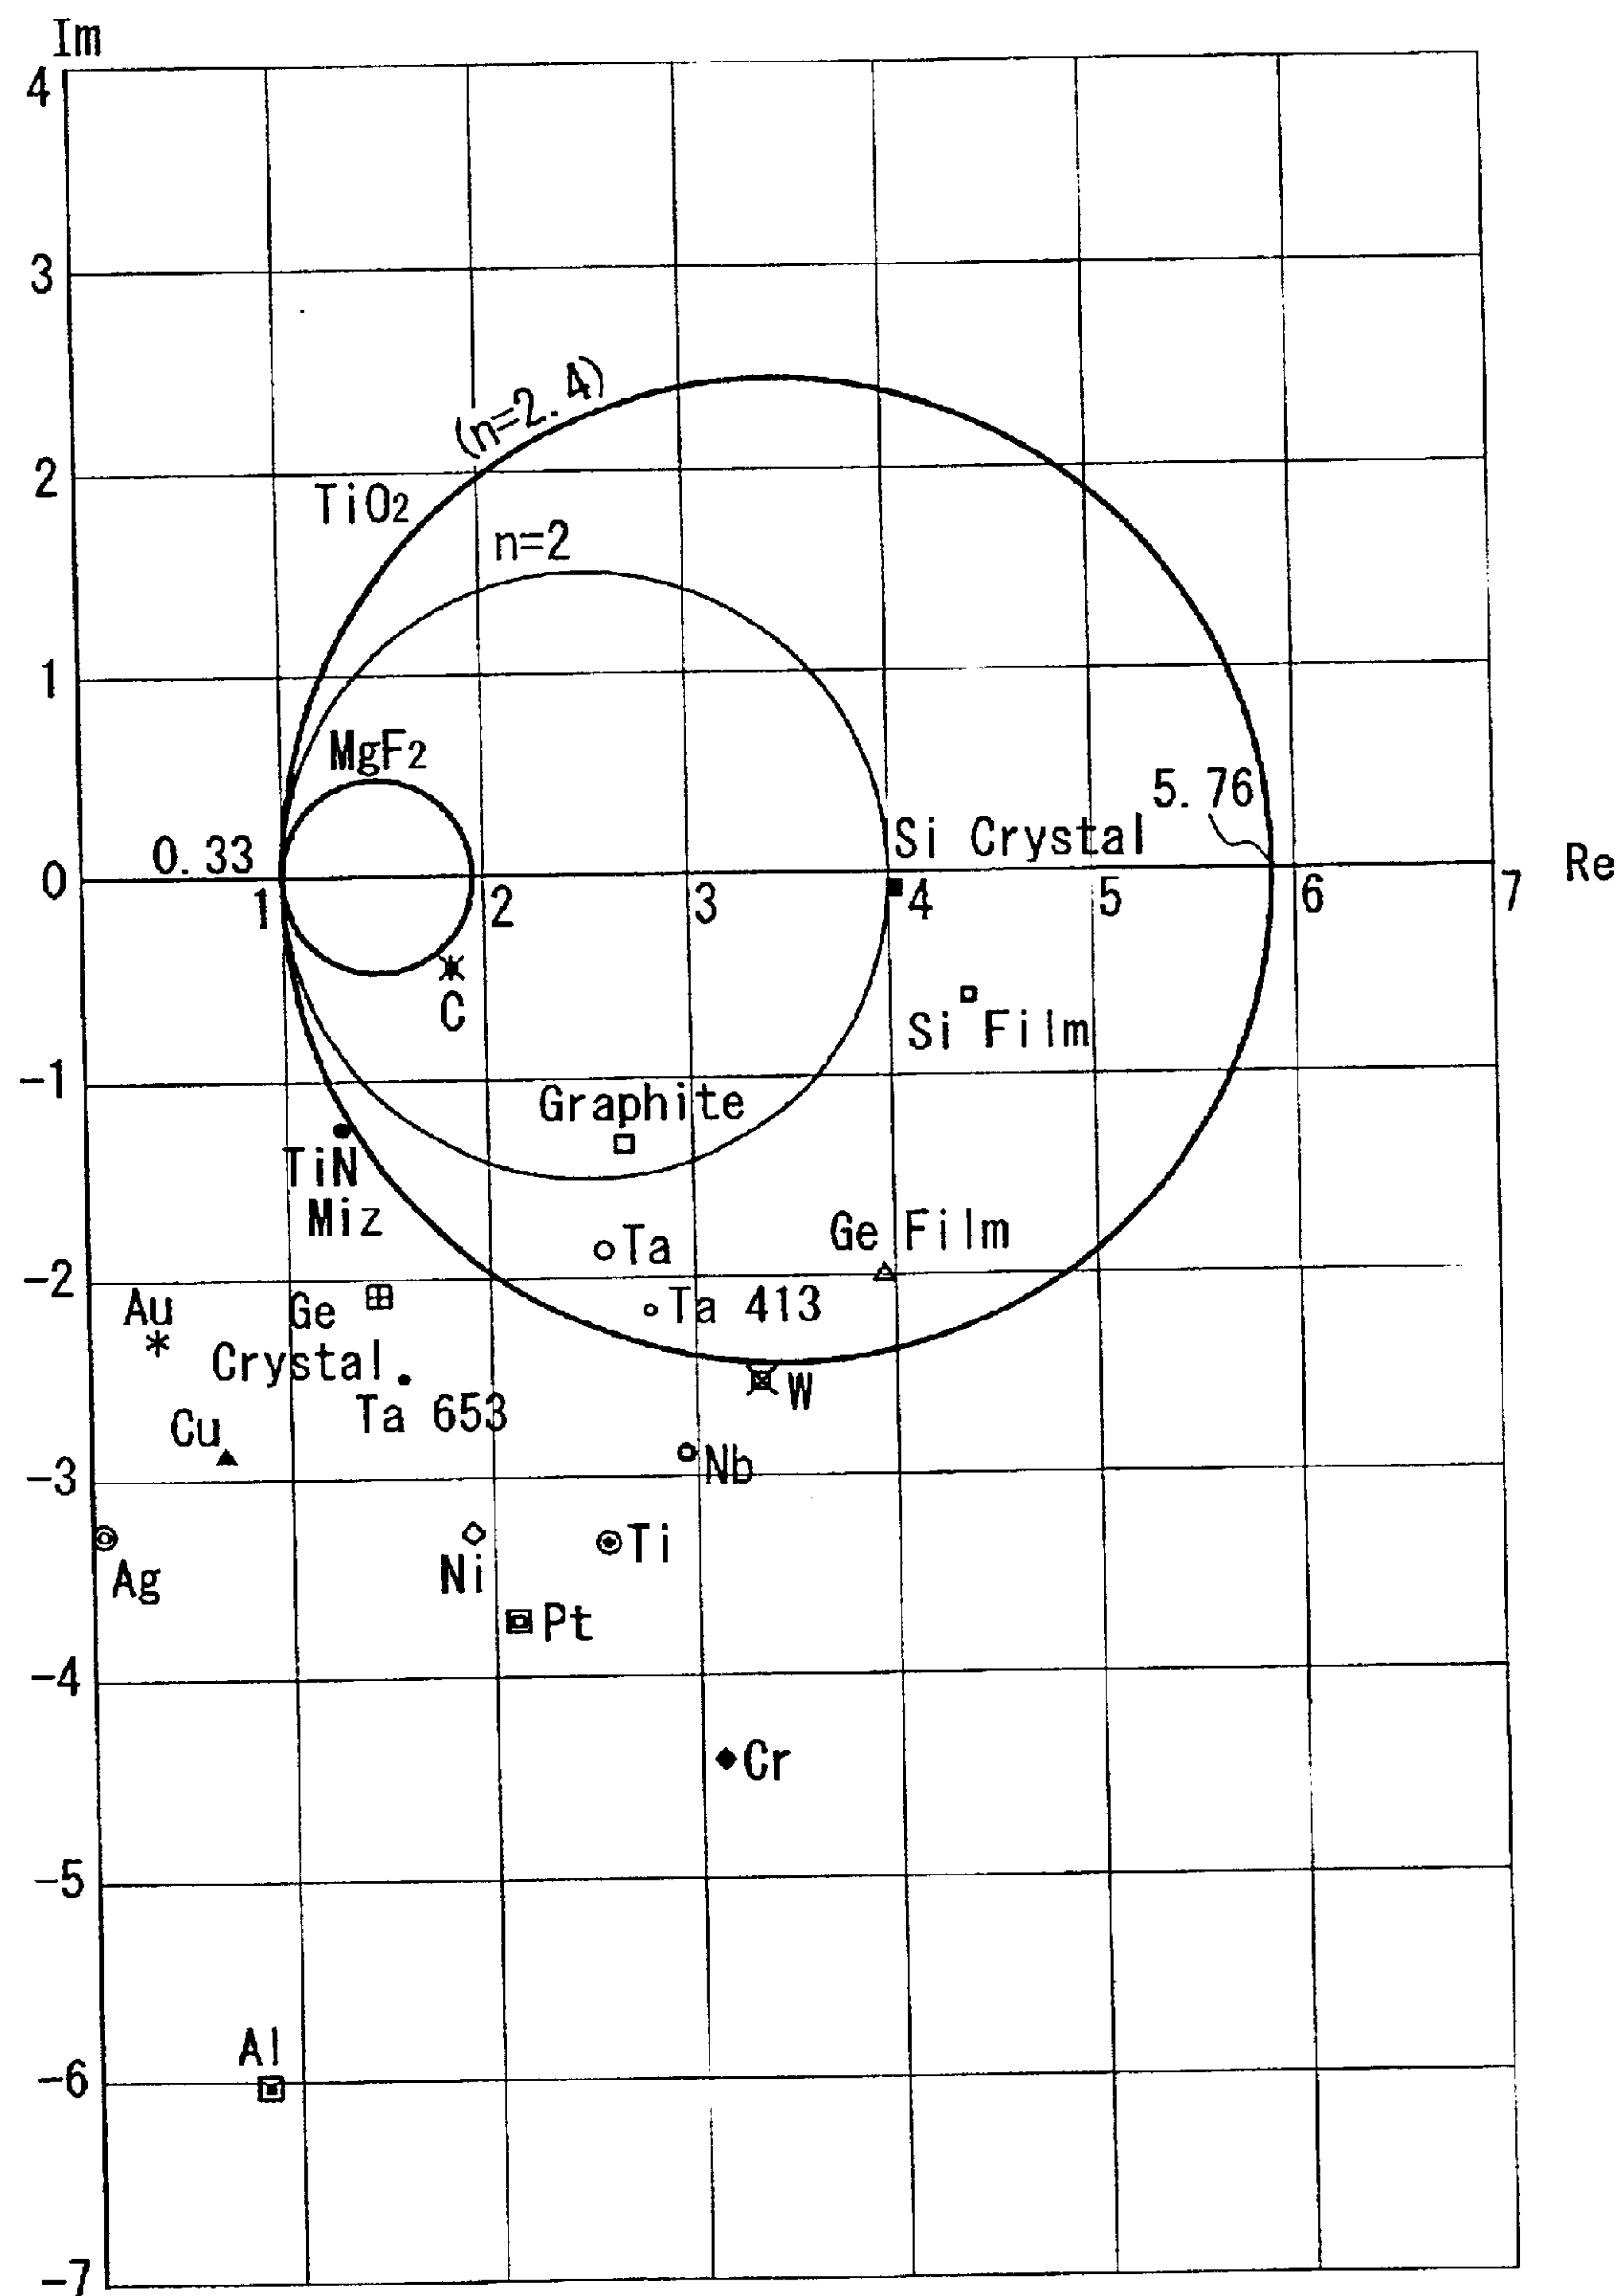 Im
4
3
(n=2.4)
2
TiO2
n=2
1
MgF2
5.76
0.33
Si Crystal
0
Re
1
2
3
4
5
6
7
C
Si Film
-1
Graphite
TiN
Miz
Ta
Ge Film
-2
Au
Ge
Crystal
Ta 413
W
Ta 653
Cu
Nb
-3
Ag
Ni
Ti
Pt
-4
Cr
-5
Al
-6
-7